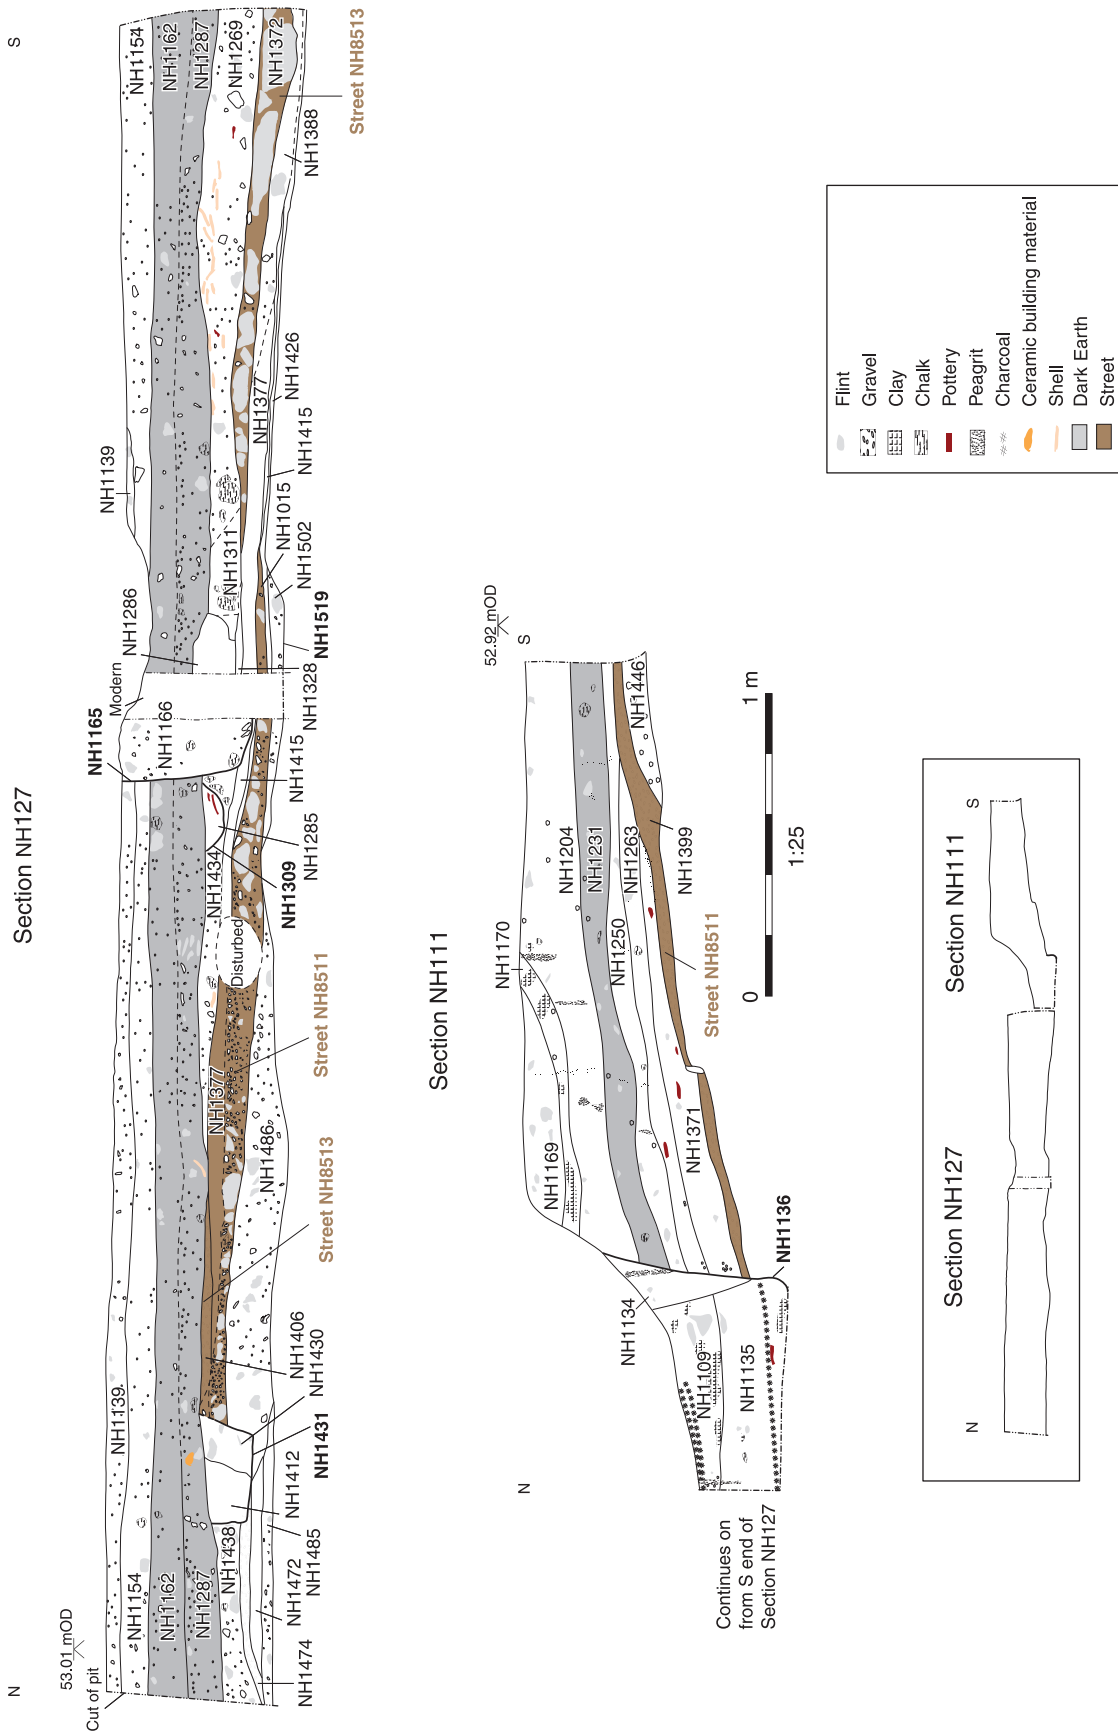 Section NH127
N
S
53.01 mOD
Cut of pit
NH1139
NH1154
NH1162
NH1287
NH1438
NH1474
NH1472
NH1485
NH1412
NH1431
NH1430
NH1406
Street NH8513
NH1486
NH1377
Street NH8511
Disturbed
NH1434
NH1309
NH1285
NH1415
NH1165
NH1166
Modern
NH1286
NH1328
NH1519
NH1502
NH1015
NH1311
NH1139
NH1415
NH1426
NH1377
NH1388
Street NH8513
NH1154
NH1162
NH1287
NH1269
NH1372
Section NH111
N
S
52.92 mOD
Continues on
from S end of
Section NH127
NH1169
NH1170
NH1134
NH1109
NH1135
NH1136
NH1204
NH1231
NH1250
NH1263
NH1371
NH1399
NH1446
Street NH8511
0
1 m
1:25
Section NH127
Section NH111
N
S
Flint
Gravel
Clay
Chalk
Pottery
Peagrit
Charcoal
Ceramic building material
Shell
Dark Earth
Street